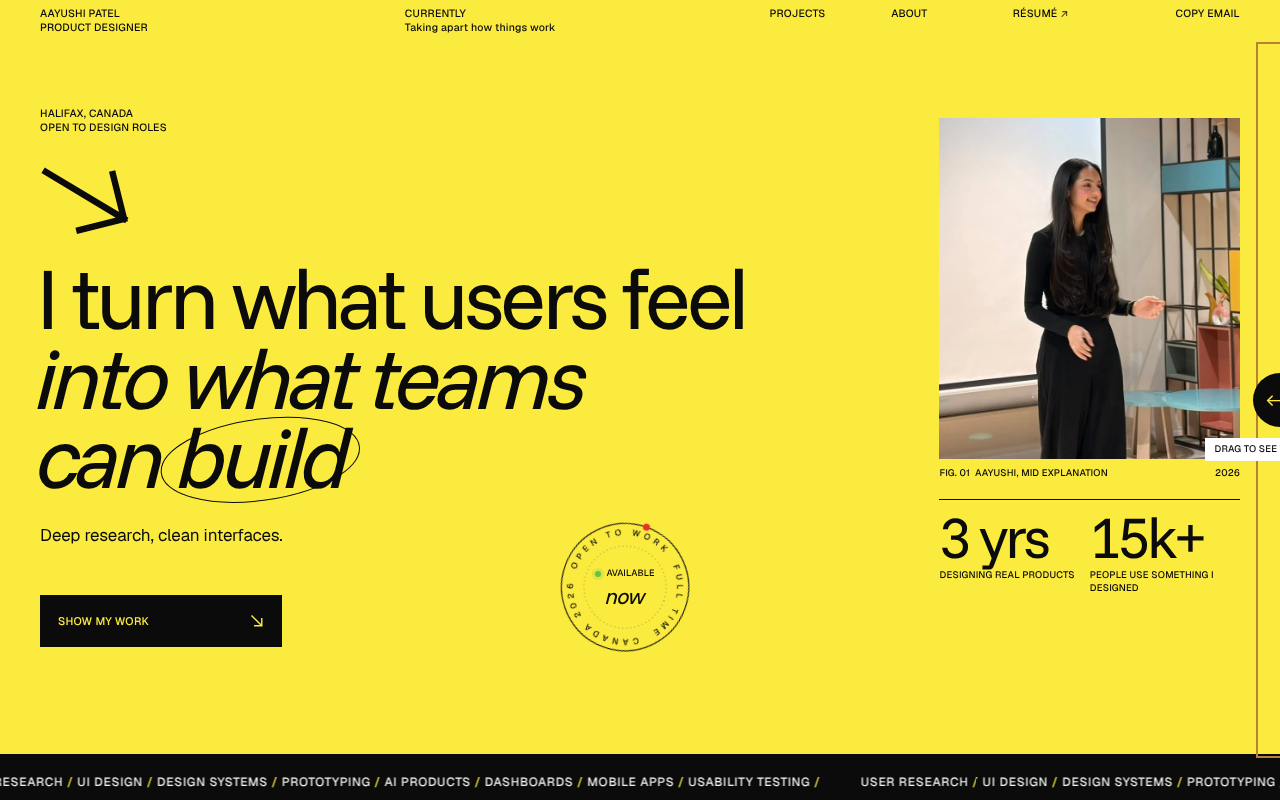 AAYUSHI PATEL
PRODUCT DESIGNER
CURRENTLY
Taking apart how things work
PROJECTS
ABOUT
RÉSUMÉ ↗
COPY EMAIL
HALIFAX, CANADA
OPEN TO DESIGN ROLES
I turn what users feel
into what teams
can build
Deep research, clean interfaces.
SHOW MY WORK
OPEN TO WORK FULL TIME CANADA 2026
AVAILABLE
now
DRAG TO SEE
FIG. 01 AAYUSHI, MID EXPLANATION
2026
3 yrs
DESIGNING REAL PRODUCTS
15k+
PEOPLE USE SOMETHING I
DESIGNED
RESEARCH / UI DESIGN / DESIGN SYSTEMS / PROTOTYPING / AI PRODUCTS / DASHBOARDS / MOBILE APPS / USABILITY TESTING / USER RESEARCH / UI DESIGN / DESIGN SYSTEMS / PROTOTYPING